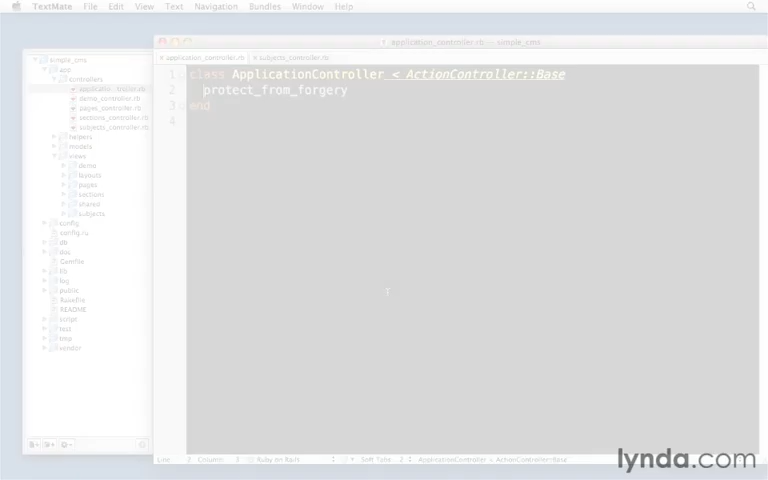 TextMate File Edit View Text Navigation Bundles Window Help
application_controller.rb — simple_cms
simple_cms
app
controllers
demo_controller.rb
pages_controller.rb
sections_controller.rb
subjects_controller.rb
helpers
models
views
demo
layouts
pages
sections
shared
subjects
config
config.ru
db
doc
Gemfile
lib
log
public
Rakefile
README
script
test
tmp
vendor
application_controller.rb subjects_controller.rb
1 class ApplicationController < ActionController::Base
2 protect_from_forgery
3 end
4
Line: 2 Column: 3 Ruby on Rails Soft Tabs: 2 ApplicationController < ActionController::Base
lynda.com